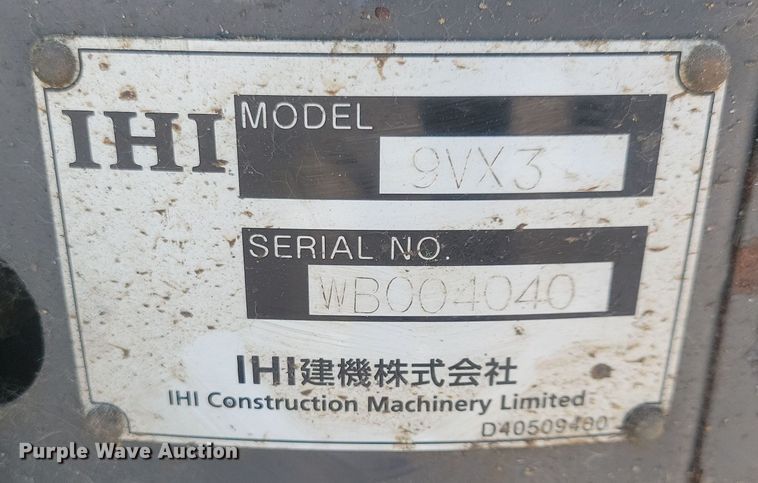 IHI
MODEL
9VX3
SERIAL NO.
WB004040
IHI建機株式会社
IHI Construction Machinery Limited
D40509400
Purple Wave Auction